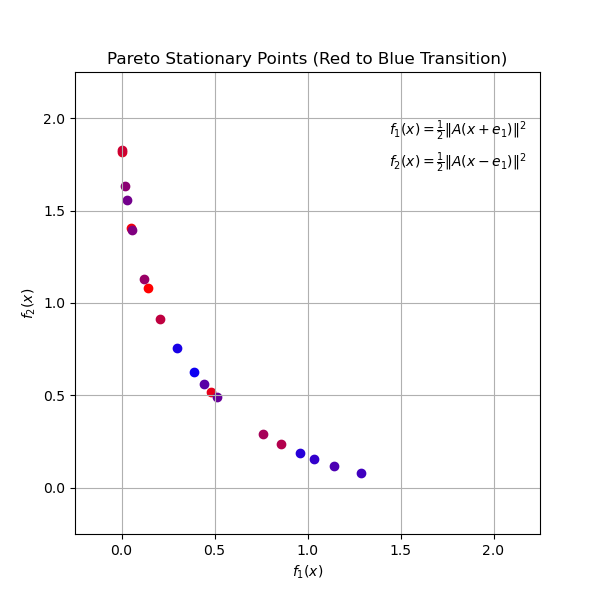 Pareto Stationary Points (Red to Blue Transition)
f₁(x) = ½‖A(x + e₁)‖²
f₂(x) = ½‖A(x − e₁)‖²
2.0
1.5
1.0
0.5
0.0
f₂(x)
0.0 0.5 1.0 1.5 2.0
f₁(x)